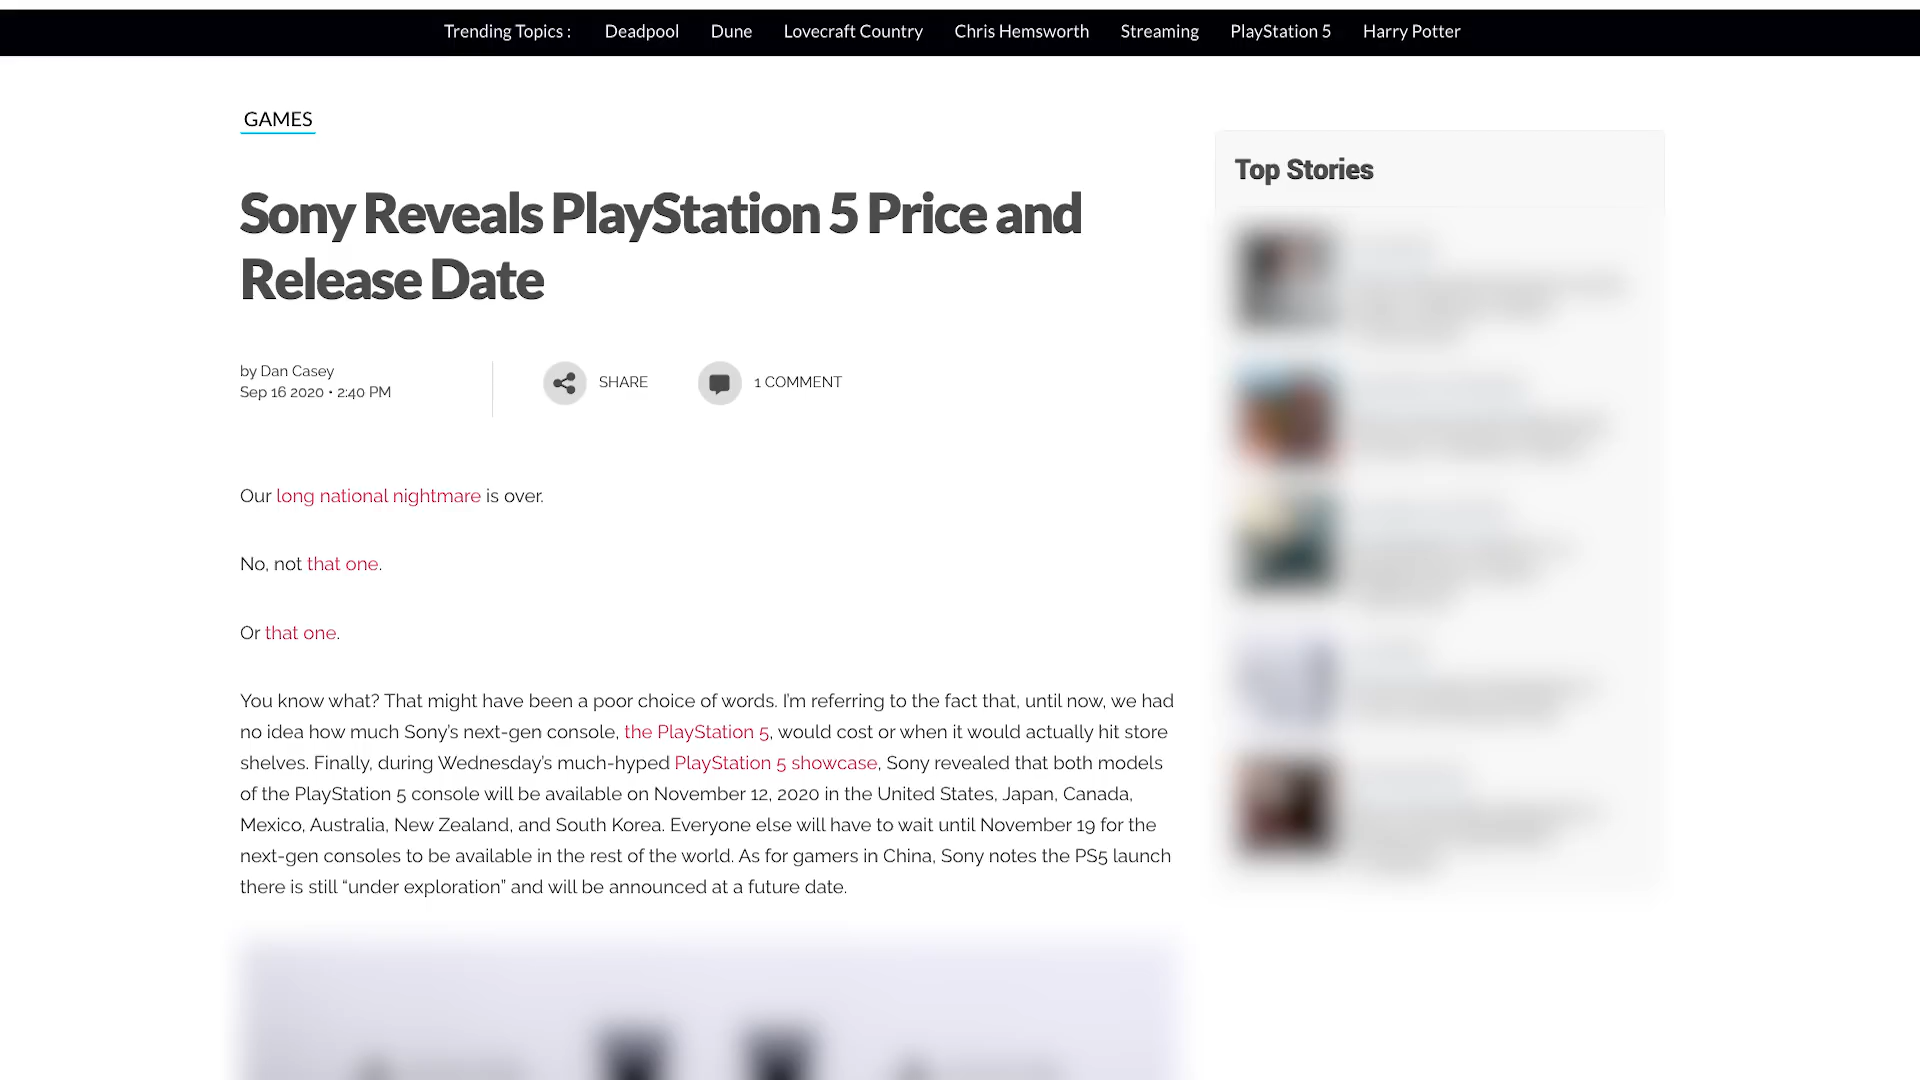 Trending Topics : Deadpool Dune Lovecraft Country Chris Hemsworth Streaming PlayStation 5 Harry Potter
GAMES
Sony Reveals PlayStation 5 Price and
Release Date
by Dan Casey
Sep 16 2020 • 2:40 PM
SHARE
1 COMMENT
Our long national nightmare is over.
No, not that one.
Or that one.
You know what? That might have been a poor choice of words. I’m referring to the fact that, until now, we had
no idea how much Sony’s next-gen console, the PlayStation 5, would cost or when it would actually hit store
shelves. Finally, during Wednesday’s much-hyped PlayStation 5 showcase, Sony revealed that both models
of the PlayStation 5 console will be available on November 12, 2020 in the United States, Japan, Canada,
Mexico, Australia, New Zealand, and South Korea. Everyone else will have to wait until November 19 for the
next-gen consoles to be available in the rest of the world. As for gamers in China, Sony notes the PS5 launch
there is still “under exploration” and will be announced at a future date.
Top Stories